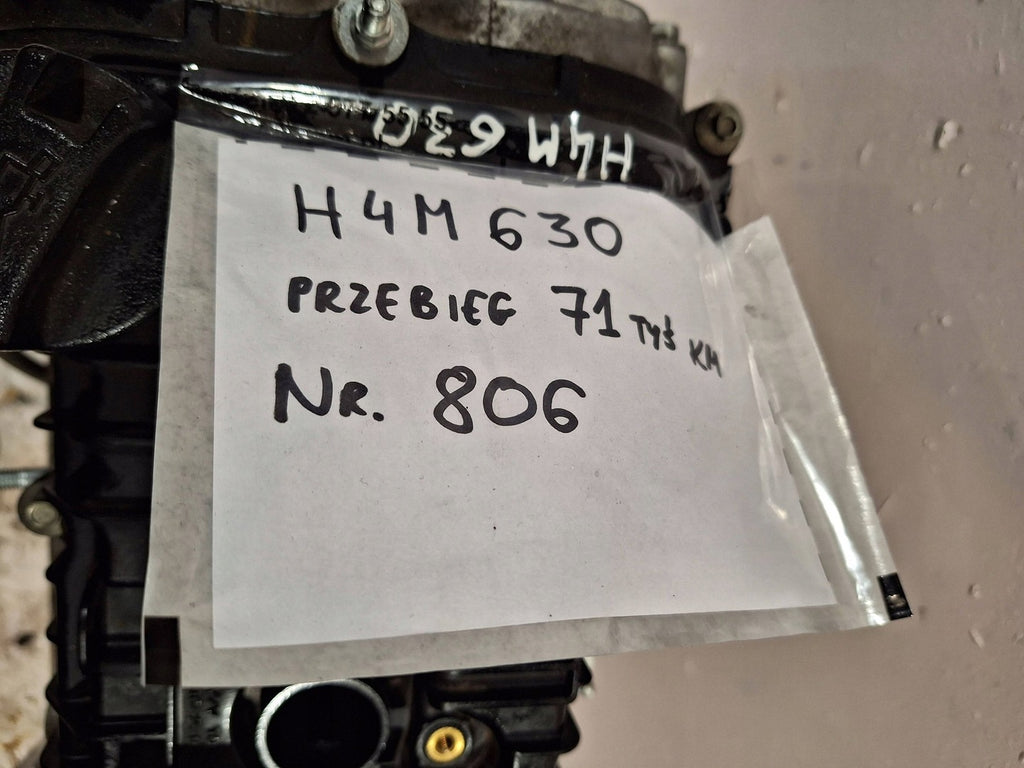 H4M 630
H4M 630
PRZEBIEG 71 TYŚ KM
NR. 806